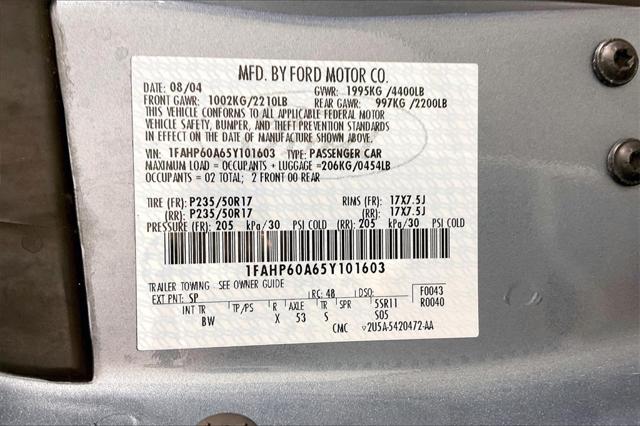 MFD. BY FORD MOTOR CO.
DATE: 08/04 GVWR: 1995KG /4400LB
FRONT GAWR: 1002KG/2210LB REAR GAWR: 997KG /2200LB
THIS VEHICLE CONFORMS TO ALL APPLICABLE FEDERAL MOTOR
VEHICLE SAFETY, BUMPER, AND THEFT PREVENTION STANDARDS
IN EFFECT ON THE DATE OF MANUFACTURE SHOWN ABOVE.
VIN: 1FAHP60A65Y101603 TYPE: PASSENGER CAR
MAXIMUM LOAD = OCCUPANTS + LUGGAGE =206KG/0454LB
OCCUPANTS = 02 TOTAL; 2 FRONT 00 REAR
TIRE (FR): P235/50R17 RIMS (FR): 17X7.5J
(RR): P235/50R17 (RR): 17X7.5J
PRESSURE (FR): 205 kPa/30 PSI COLD (RR): 205 kPa/30 PSI COLD
1FAHP60A65Y101603
TRAILER TOWING - SEE OWNER GUIDE
EXT PNT: SP RC: 48 DSO: F0043
INT TR TP/PS R AXLE TR SPR 5SR11 R0040
BW X 53 S S05
CMC ▿2U5A-5420472-AA